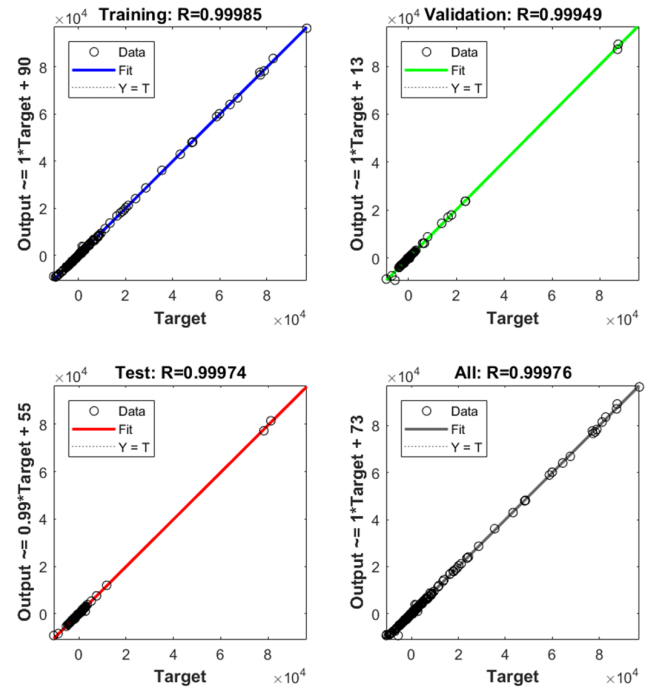 Training: R=0.99985
×10⁴
Output ~= 1*Target + 90
8
6
4
2
0
Data
Fit
Y = T
0 2 4 6 8
Target
×10⁴
Validation: R=0.99949
×10⁴
Output ~= 1*Target + 13
8
6
4
2
0
Data
Fit
Y = T
0 2 4 6 8
Target
×10⁴
Test: R=0.99974
×10⁴
Output ~= 0.99*Target + 55
8
6
4
2
0
Data
Fit
Y = T
0 2 4 6 8
Target
×10⁴
All: R=0.99976
×10⁴
Output ~= 1*Target + 73
8
6
4
2
0
Data
Fit
Y = T
0 2 4 6 8
Target
×10⁴